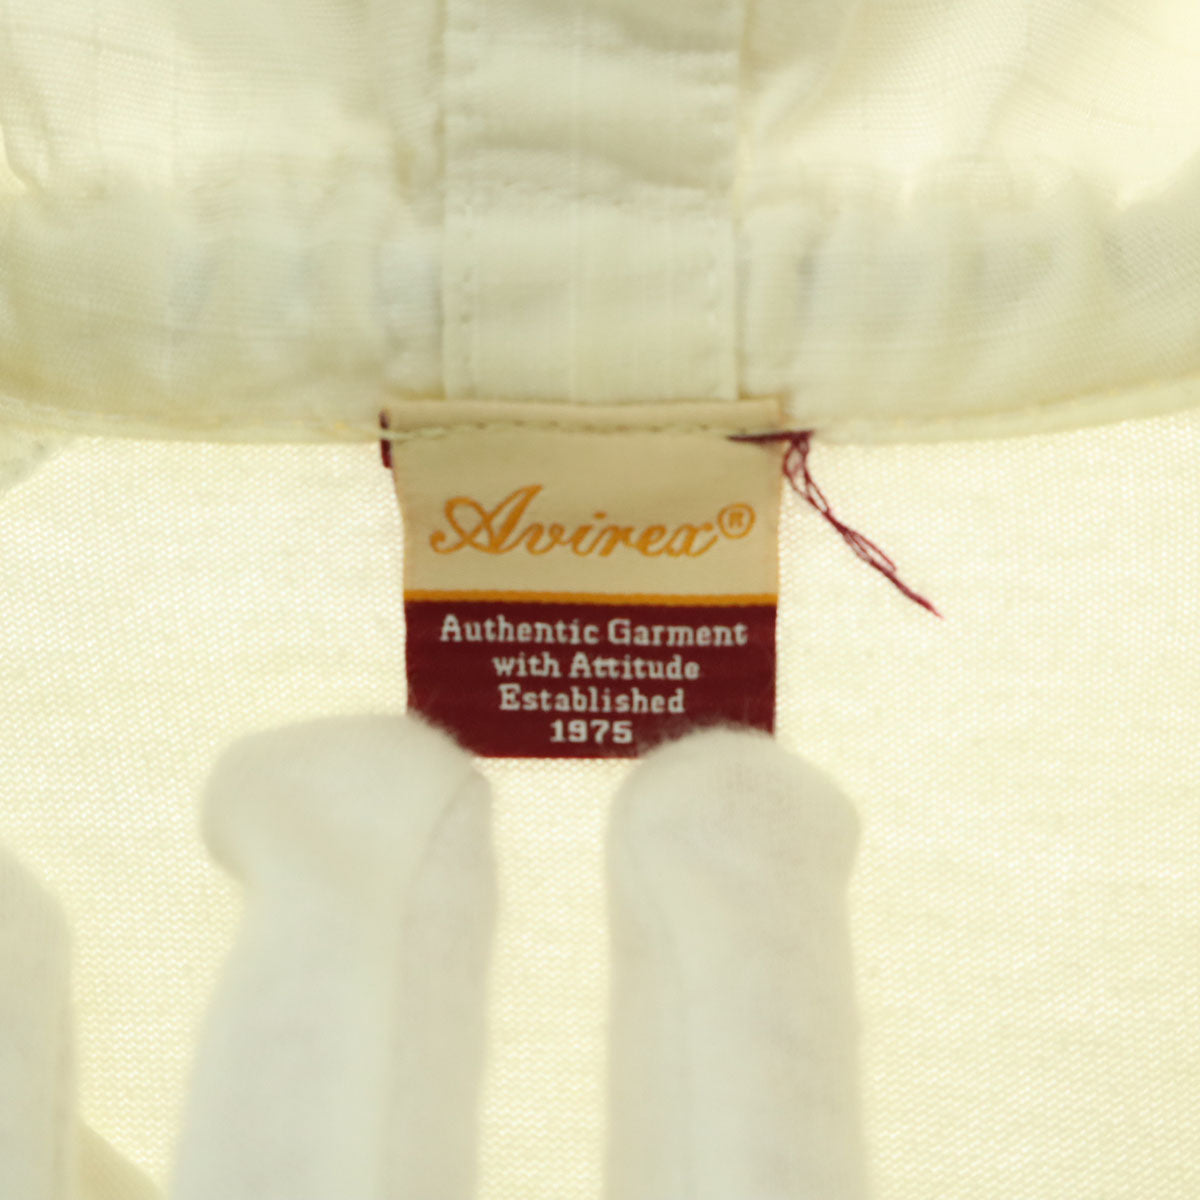 Avirex®
Authentic Garment
with Attitude
Established
1975